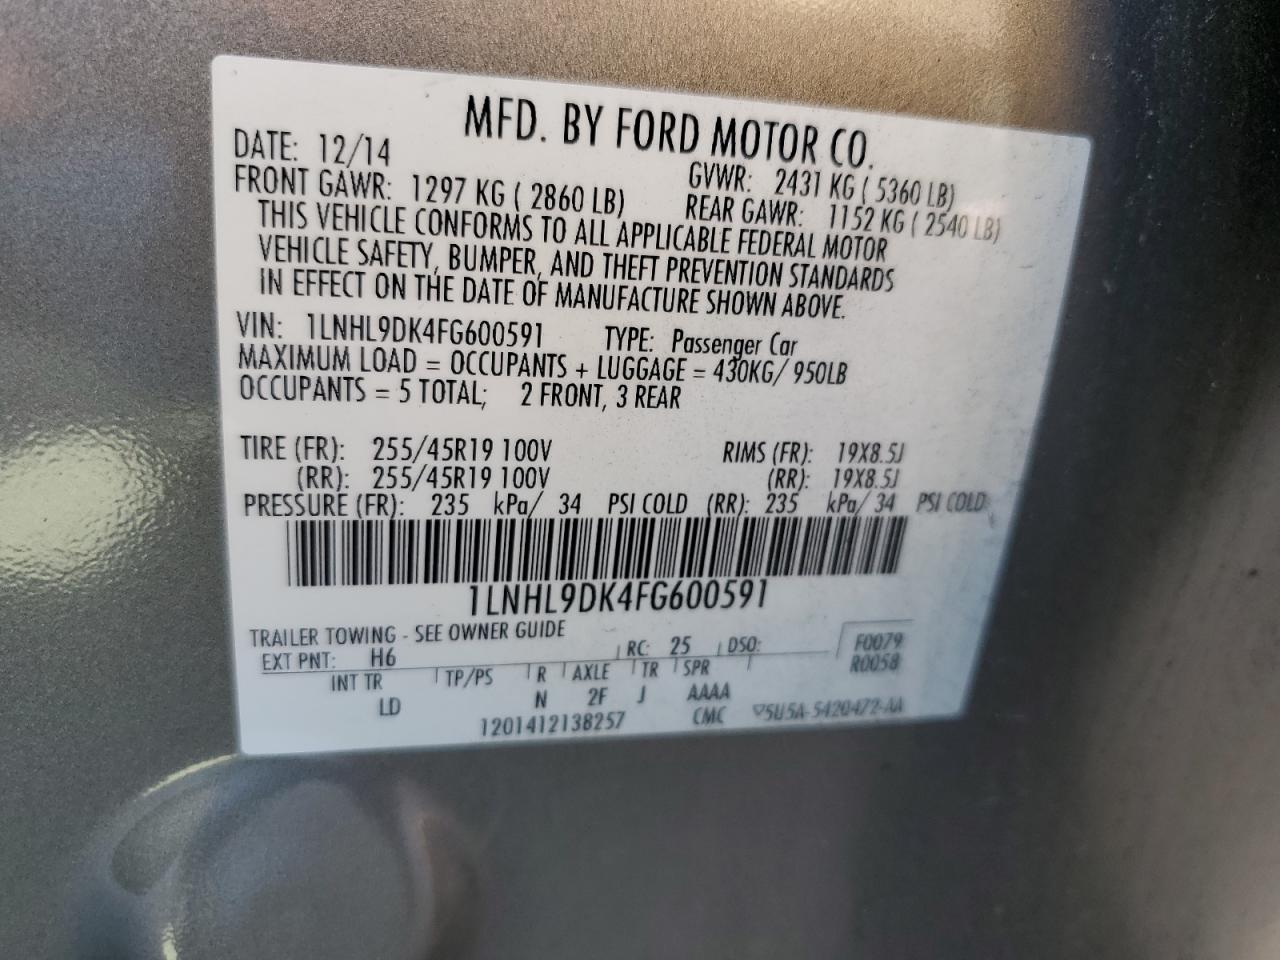 MFD. BY FORD MOTOR CO.
DATE: 12/14 GVWR: 2431 KG ( 5360 LB)
FRONT GAWR: 1297 KG ( 2860 LB) REAR GAWR: 1152 KG ( 2540 LB)
THIS VEHICLE CONFORMS TO ALL APPLICABLE FEDERAL MOTOR
VEHICLE SAFETY, BUMPER, AND THEFT PREVENTION STANDARDS
IN EFFECT ON THE DATE OF MANUFACTURE SHOWN ABOVE.
VIN: 1LNHL9DK4FG600591 TYPE: Passenger Car
MAXIMUM LOAD = OCCUPANTS + LUGGAGE = 430KG/ 950LB
OCCUPANTS = 5 TOTAL; 2 FRONT, 3 REAR
TIRE (FR): 255/45R19 100V RIMS (FR): 19X8.5J
(RR): 255/45R19 100V (RR): 19X8.5J
PRESSURE (FR): 235 kPa/ 34 PSI COLD (RR): 235 kPa/ 34 PSI COLD
1LNHL9DK4FG600591
TRAILER TOWING - SEE OWNER GUIDE
EXT PNT: H6 RC: 25 DSO: F0079
R0058
INT TR TP/PS R AXLE TR SPR
LD N 2F J AAAA
1201412138257 CMC ▽5U5A-5420472-AA